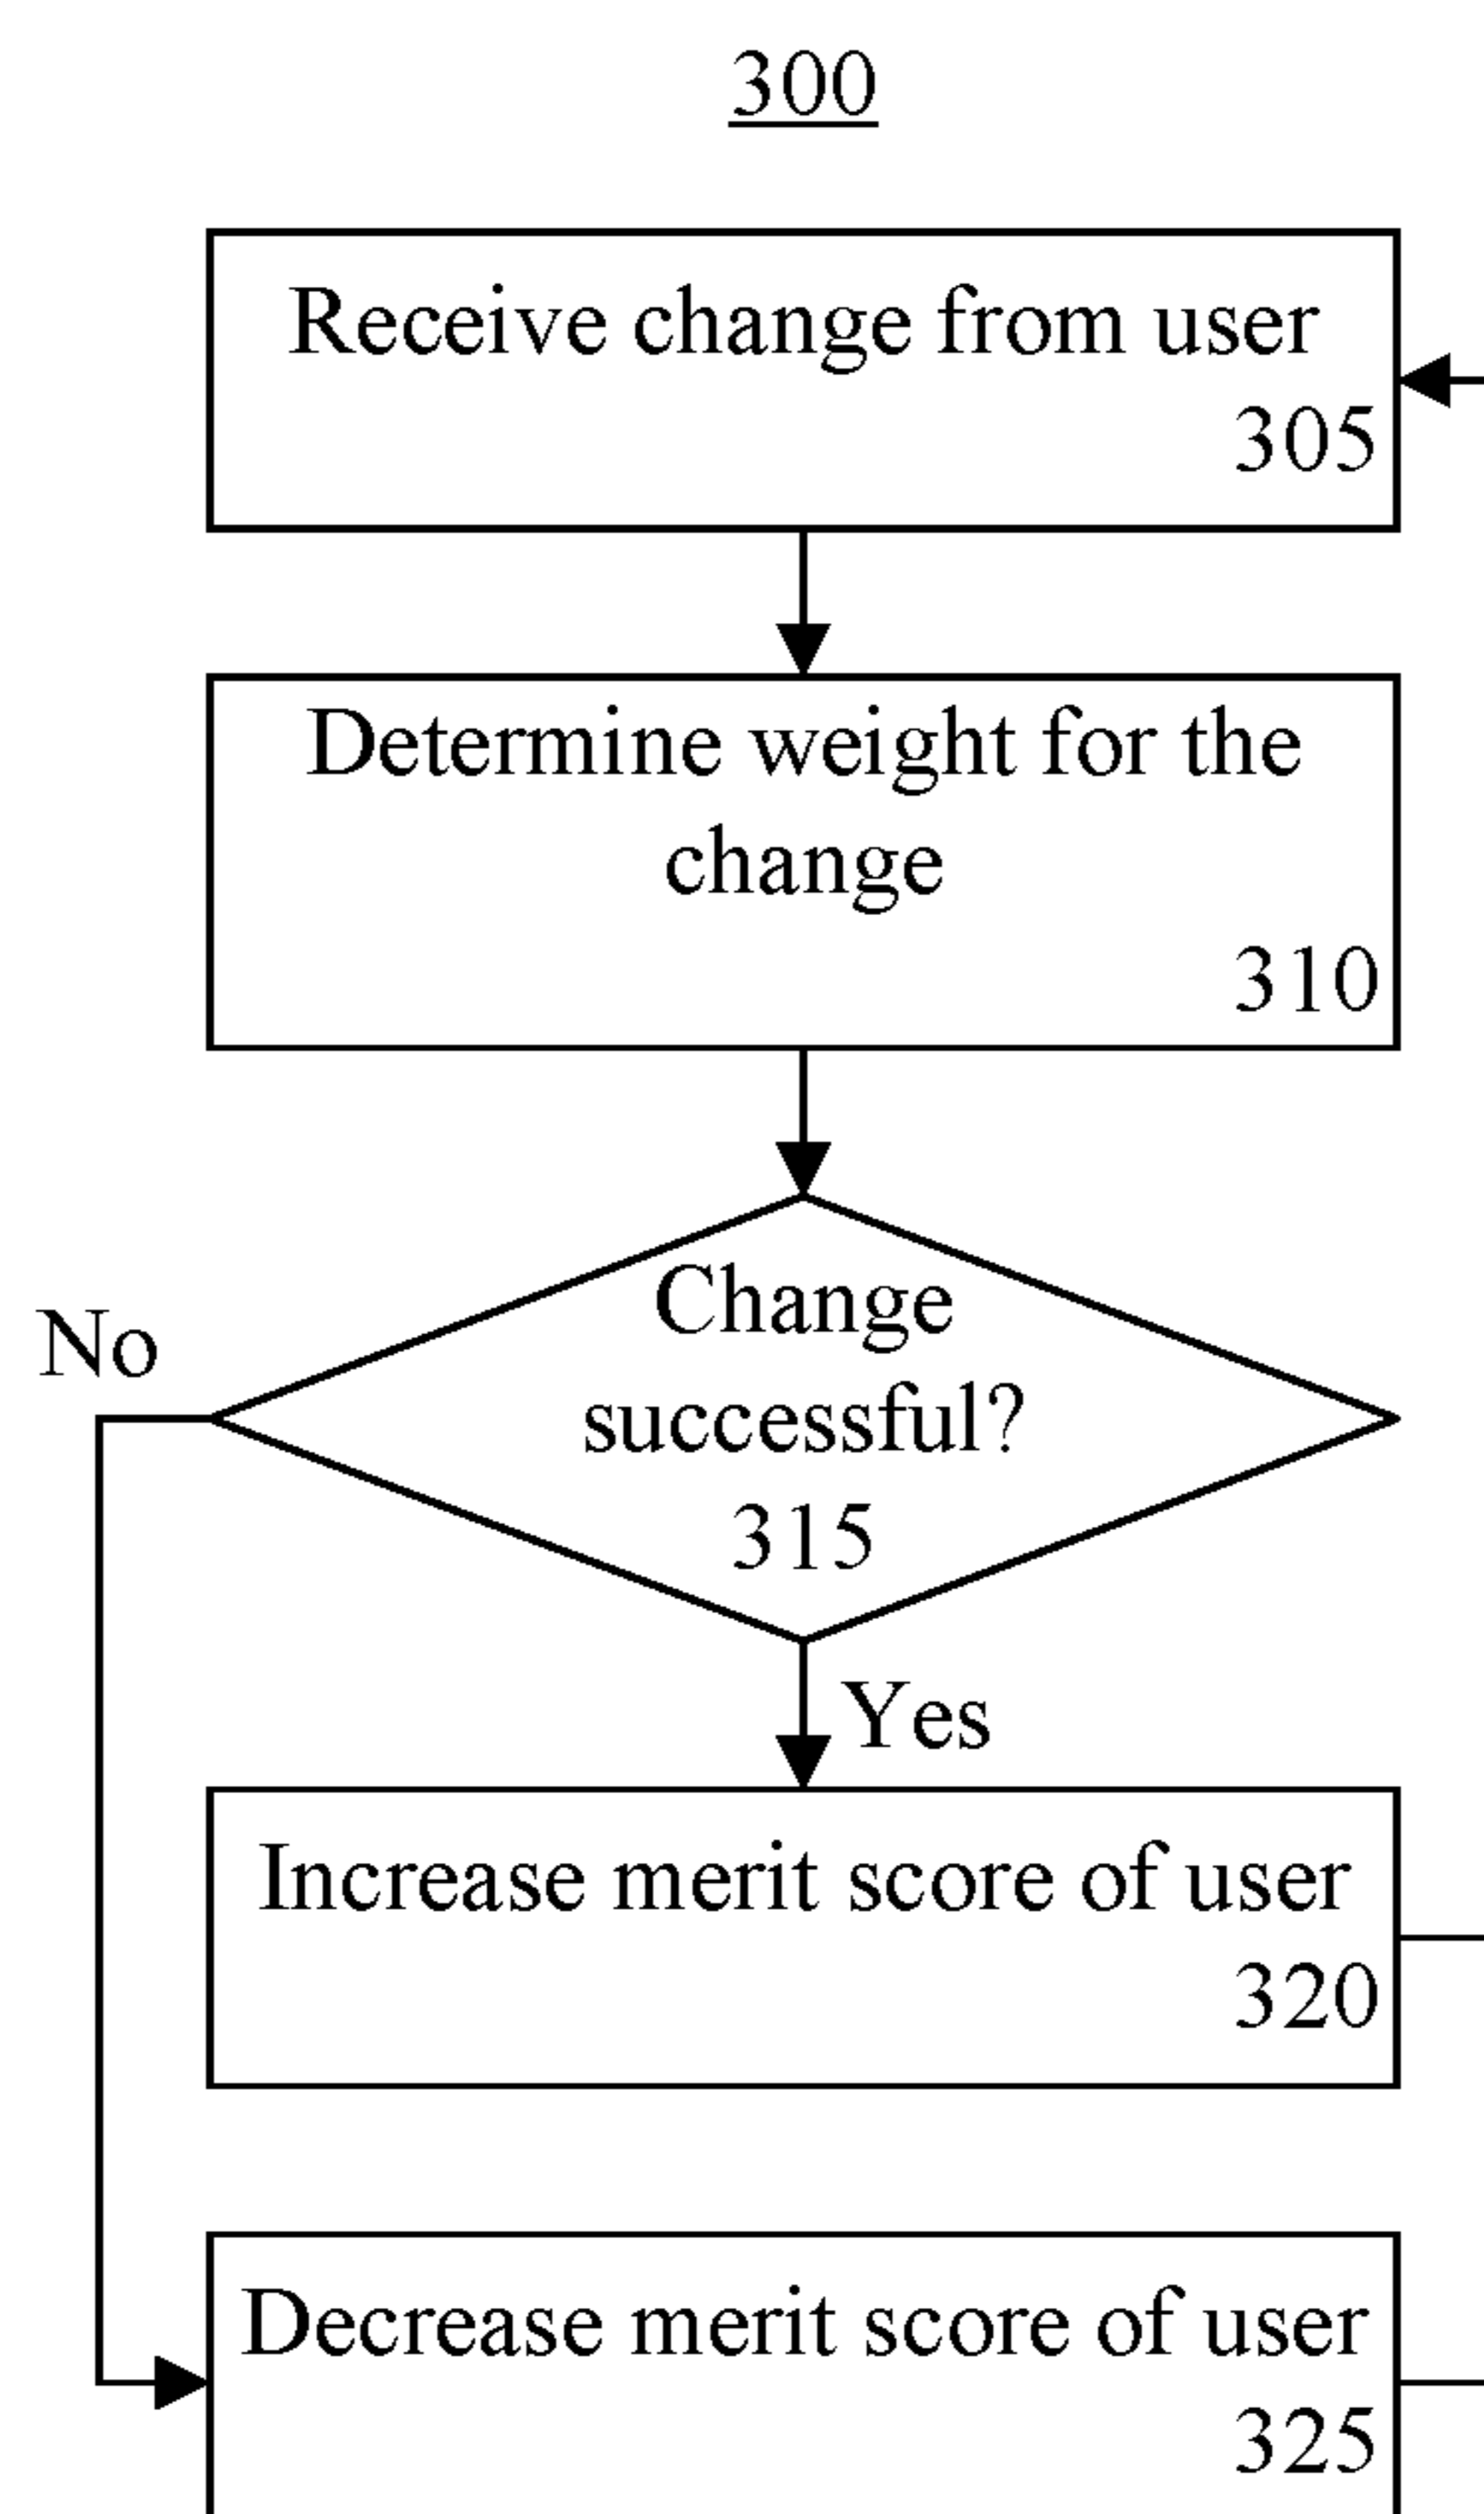 300
Receive change from user
305
Determine weight for the
change
310
Change
successful?
315
No
Yes
Increase merit score of user
320
Decrease merit score of user
325